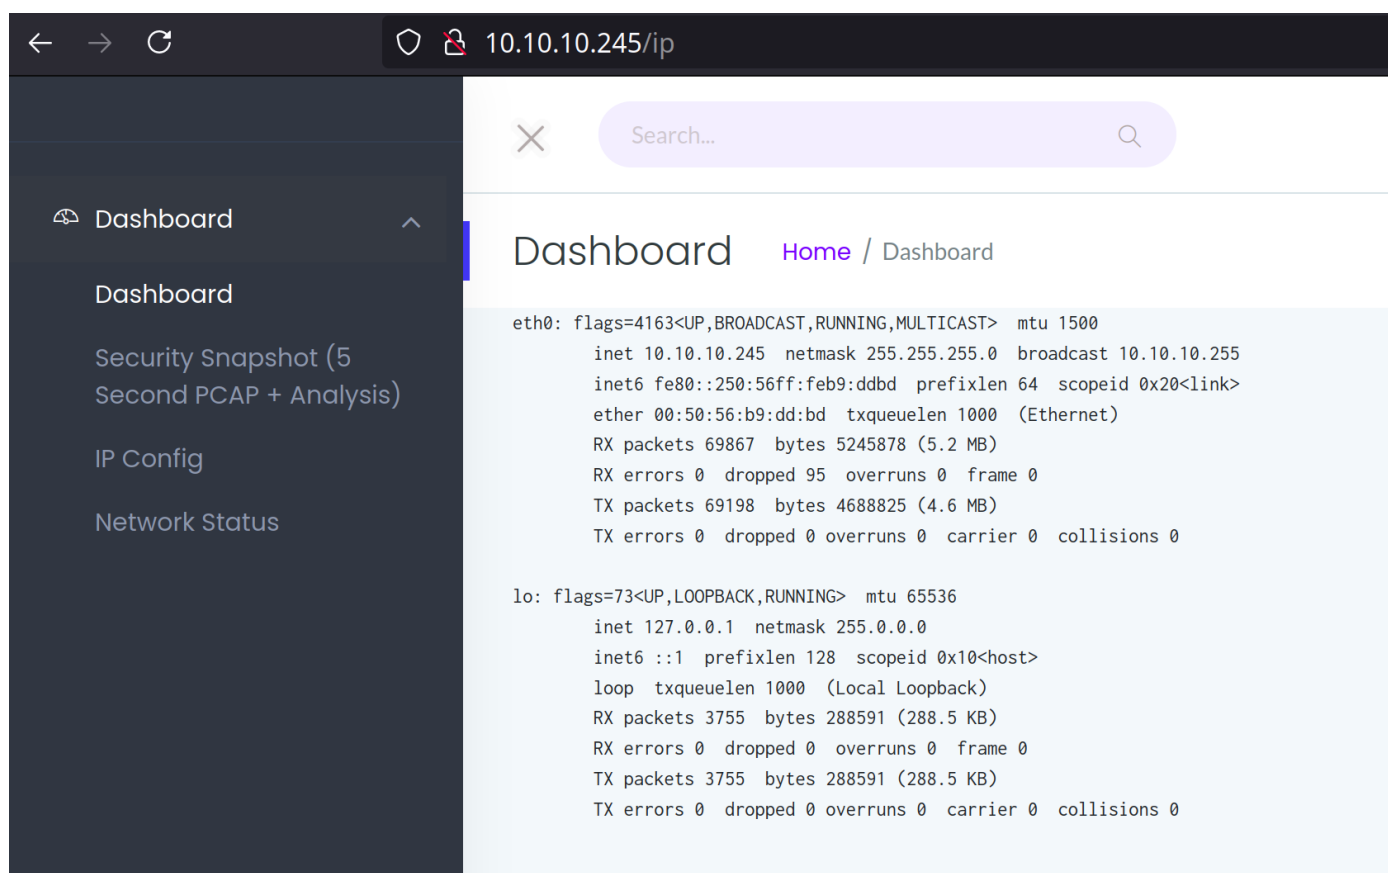 10.10.10.245/ip
Search...
Dashboard
Dashboard
Security Snapshot (5
Second PCAP + Analysis)
IP Config
Network Status
Dashboard Home / Dashboard
eth0: flags=4163<UP,BROADCAST,RUNNING,MULTICAST>  mtu 1500
        inet 10.10.10.245  netmask 255.255.255.0  broadcast 10.10.10.255
        inet6 fe80::250:56ff:feb9:ddbd  prefixlen 64  scopeid 0x20<link>
        ether 00:50:56:b9:dd:bd  txqueuelen 1000  (Ethernet)
        RX packets 69867  bytes 5245878 (5.2 MB)
        RX errors 0  dropped 95  overruns 0  frame 0
        TX packets 69198  bytes 4688825 (4.6 MB)
        TX errors 0  dropped 0 overruns 0  carrier 0  collisions 0
lo: flags=73<UP,LOOPBACK,RUNNING>  mtu 65536
        inet 127.0.0.1  netmask 255.0.0.0
        inet6 ::1  prefixlen 128  scopeid 0x10<host>
        loop  txqueuelen 1000  (Local Loopback)
        RX packets 3755  bytes 288591 (288.5 KB)
        RX errors 0  dropped 0  overruns 0  frame 0
        TX packets 3755  bytes 288591 (288.5 KB)
        TX errors 0  dropped 0 overruns 0  carrier 0  collisions 0